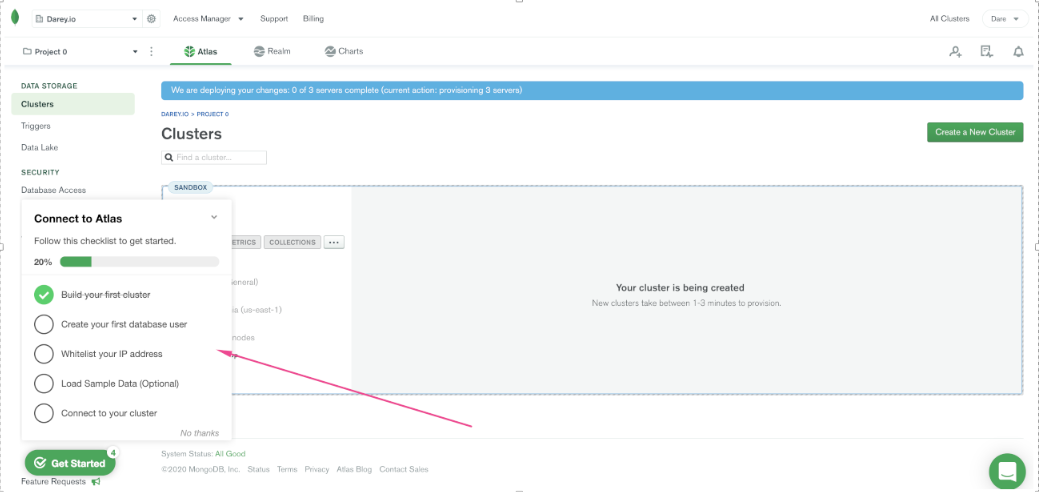 Darey.io
Access Manager
Support
Billing
All Clusters
Dare
Project 0
Atlas
Realm
Charts
DATA STORAGE
Clusters
Triggers
Data Lake
SECURITY
Database Access
We are deploying your changes: 0 of 3 servers complete (current action: provisioning 3 servers)
DAREY.IO > PROJECT 0
Clusters
Create a New Cluster
Find a cluster...
SANDBOX
COLLECTIONS
(us-east-1)
Your cluster is being created
New clusters take between 1-3 minutes to provision.
Connect to Atlas
Follow this checklist to get started.
20%
Build your first cluster
Create your first database user
Whitelist your IP address
Load Sample Data (Optional)
Connect to your cluster
No thanks
Get Started
4
Feature Requests
System Status: All Good
©2020 MongoDB, Inc. Status Terms Privacy Atlas Blog Contact Sales